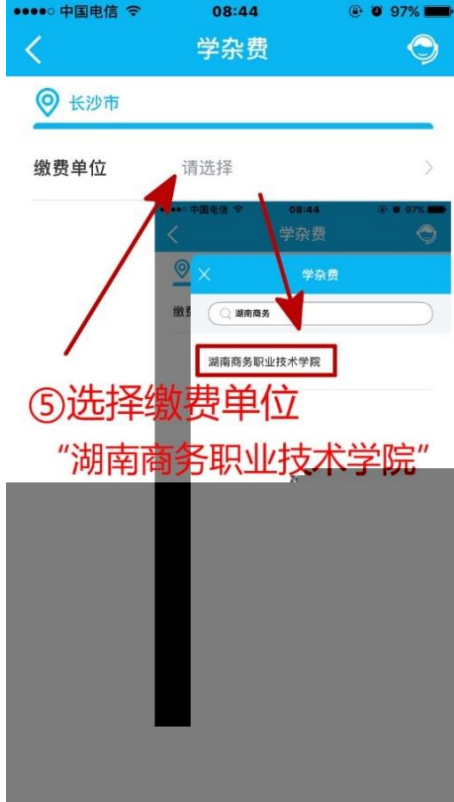 中国电信 08:44 97%
学杂费
长沙市
缴费单位 请选择
中国电信 08:44 97%
学杂费
学杂费
缴费
湖南商务
湖南商务职业技术学院
⑤选择缴费单位
“湖南商务职业技术学院”